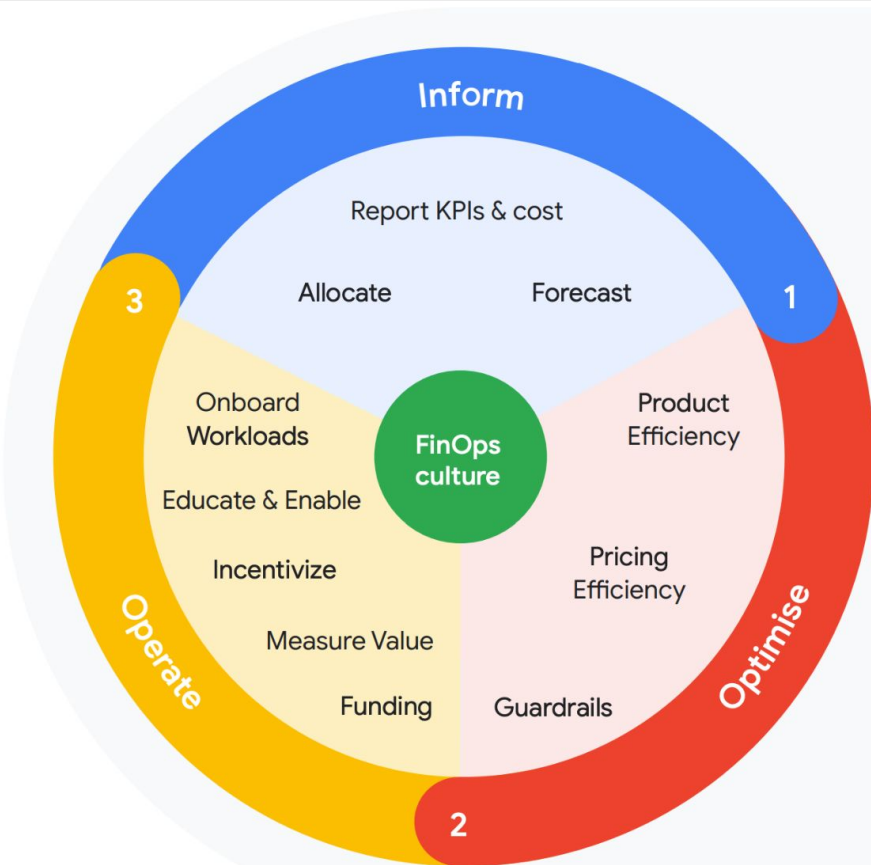 Inform
Report KPIs & cost
Allocate
Forecast
1
3
Onboard
Workloads
Educate & Enable
Incentivize
Measure Value
Funding
Operate
FinOps
culture
Product
Efficiency
Pricing
Efficiency
Guardrails
Optimise
2